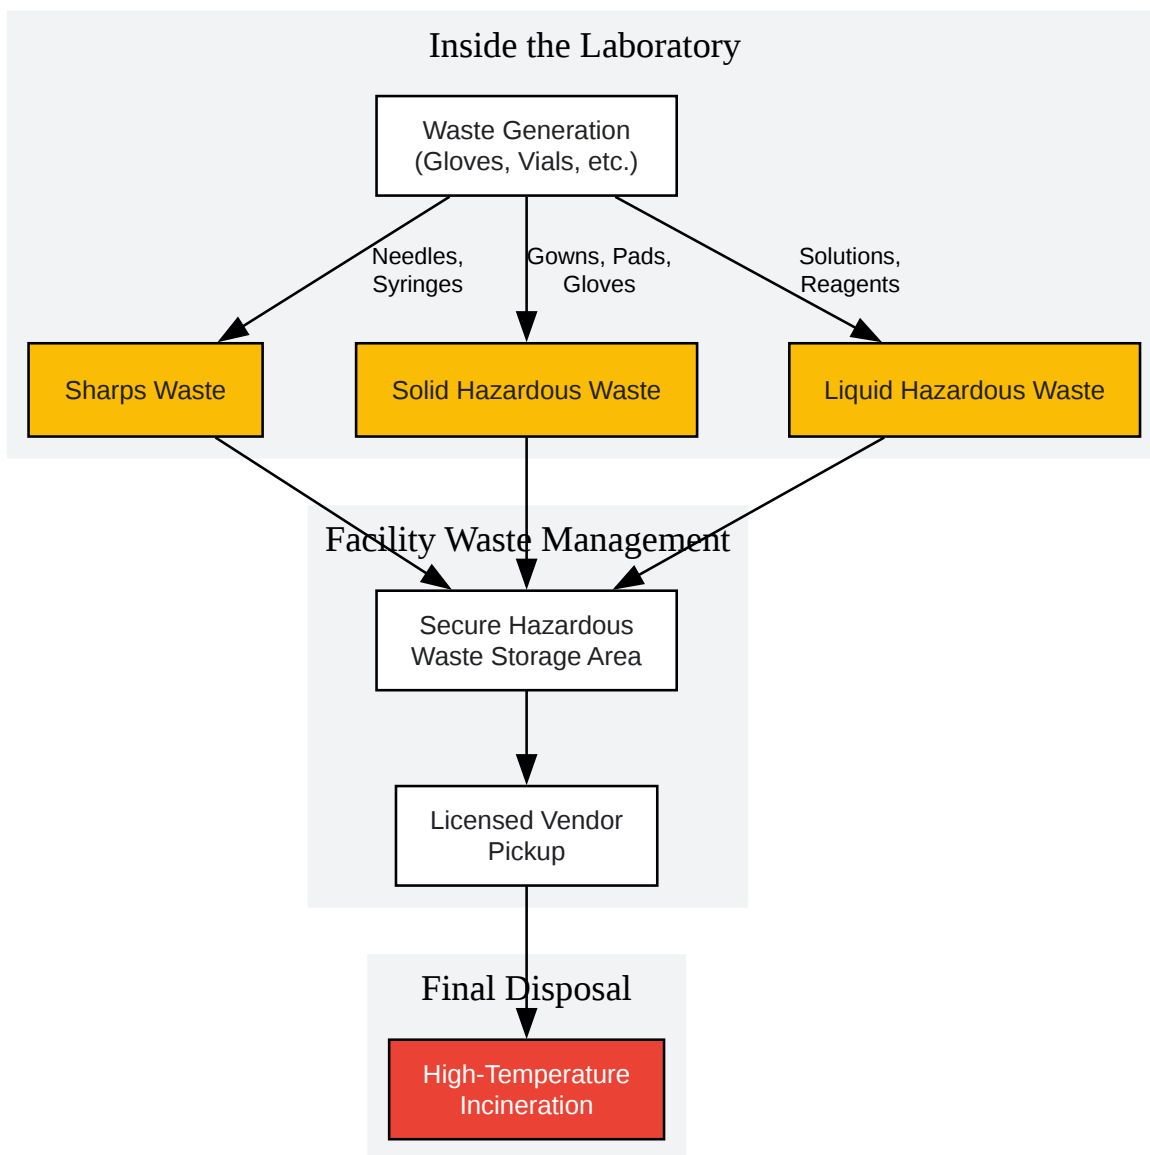 Inside the Laboratory
Waste Generation
(Gloves, Vials, etc.)
Needles,
Syringes
Gowns, Pads,
Gloves
Solutions,
Reagents
Sharps Waste
Solid Hazardous Waste
Liquid Hazardous Waste
Facility Waste Management
Secure Hazardous
Waste Storage Area
Licensed Vendor
Pickup
Final Disposal
High-Temperature
Incineration